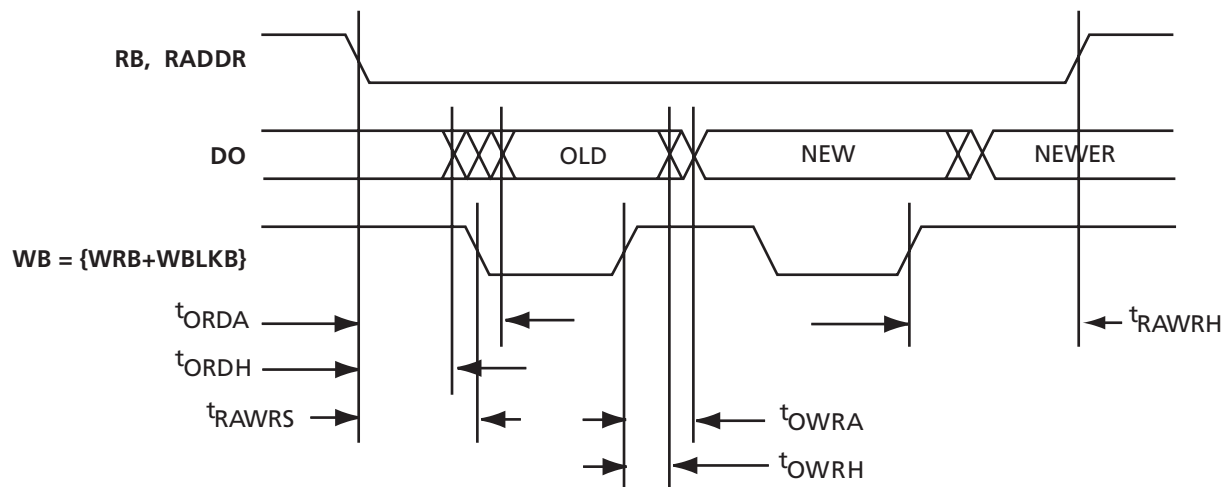 RB, RADDR
DO
OLD
NEW
NEWER
WB = {WRB+WBLKB}
tORDA
tRAWRH
tORDH
tRAWRS
tOWRA
tOWRH